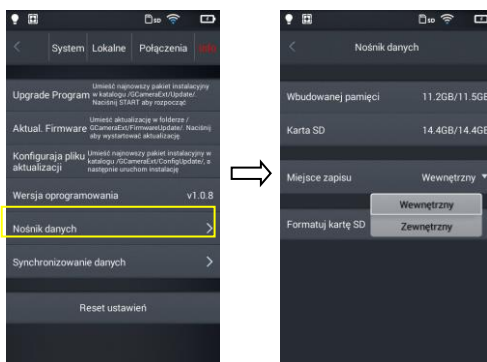 SD
System Lokalne Połączenia Info
Upgrade Program Umieść najnowszy pakiet instalacyjny
w katalogu /GCameraExt/Update/.
Naciśnij START aby rozpocząć
Aktual. Firmware Umieść aktualizację w folderze /
GCameraExt/FirmwareUpdate/. Naciśnij
aby wystartować aktualizację
Konfiguraja pliku aktualizacji Umieść najnowszy pakiet instalacyjny w
katalogu /GCameraExt/ConfigUpdate/, a
następnie uruchom instalację
Wersja oprogramowania v1.0.8
Nośnik danych
Synchronizowanie danych
Reset ustawień
SD
Nośnik danych
Wbudowanej pamięci 11.2GB/11.5GB
Karta SD 14.4GB/14.4GB
Miejsce zapisu Wewnętrzny
Wewnętrzny
Formatuj kartę SD Zewnętrzny